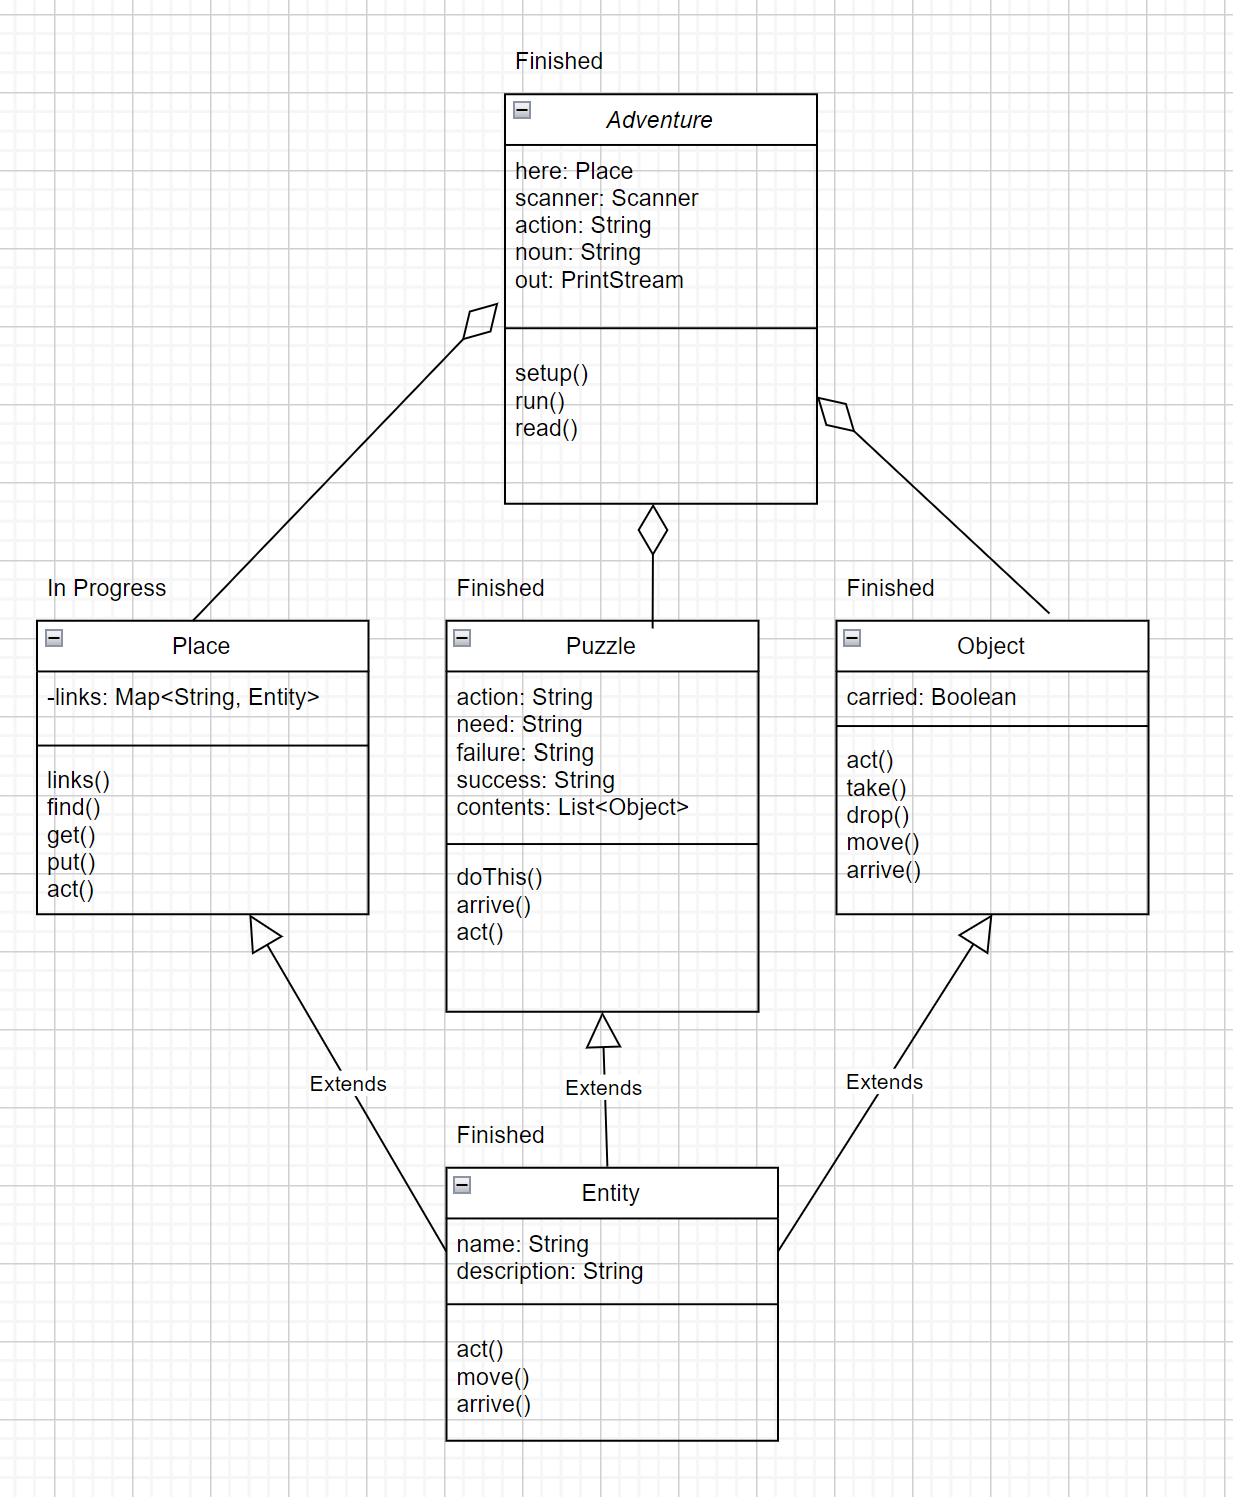 Finished
Adventure
here: Place
scanner: Scanner
action: String
noun: String
out: PrintStream
setup()
run()
read()
In Progress
Place
-links: Map<String, Entity>
links()
find()
get()
put()
act()
Finished
Puzzle
action: String
need: String
failure: String
success: String
contents: List<Object>
doThis()
arrive()
act()
Finished
Object
carried: Boolean
act()
take()
drop()
move()
arrive()
Extends
Extends
Extends
Finished
Entity
name: String
description: String
act()
move()
arrive()